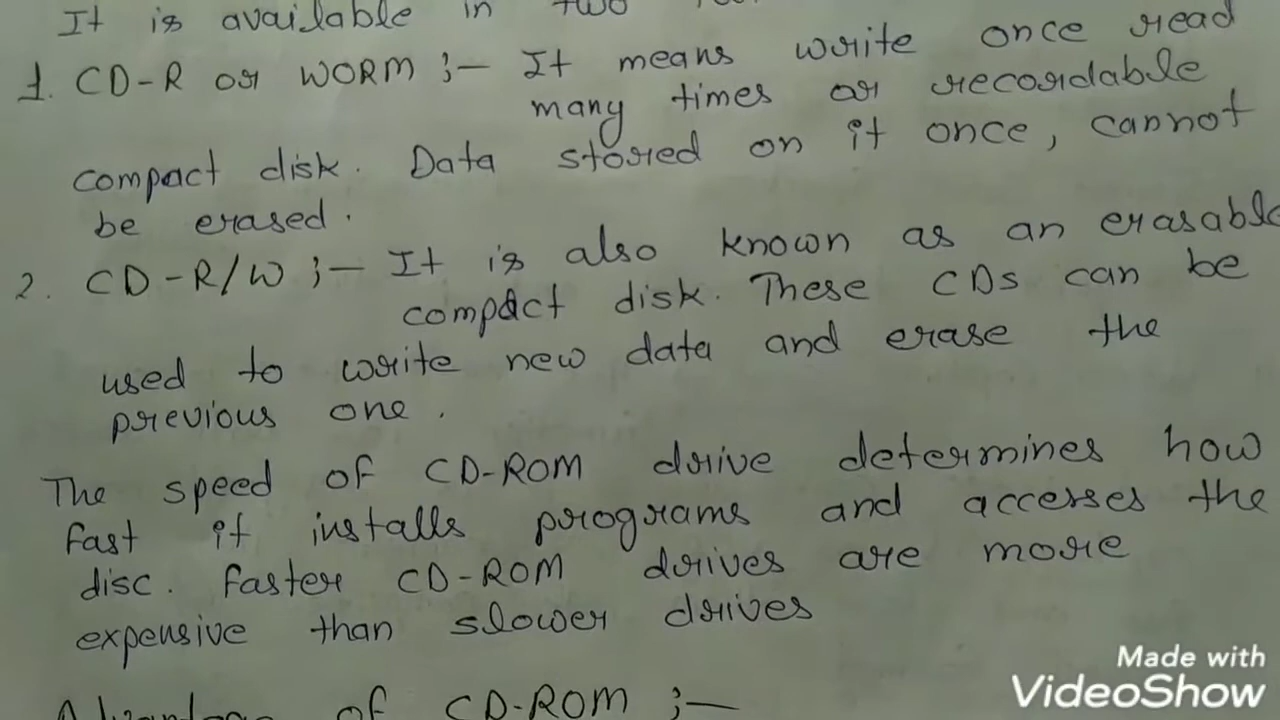 It is available in two
1. CD-R or WORM ;- It means write once read
many times or recordable
compact disk. Data stored on it once, cannot
be erased.
2. CD-R/W ;- It is also known as an erasable
compact disk. These CDs can be
used to write new data and erase the
previous one.
The speed of CD-ROM drive determines how
fast it installs programs and accesses the
disc. Faster CD-ROM drives are more
expensive than slower drives
Advantage of CD-ROM ;-
Made with
VideoShow